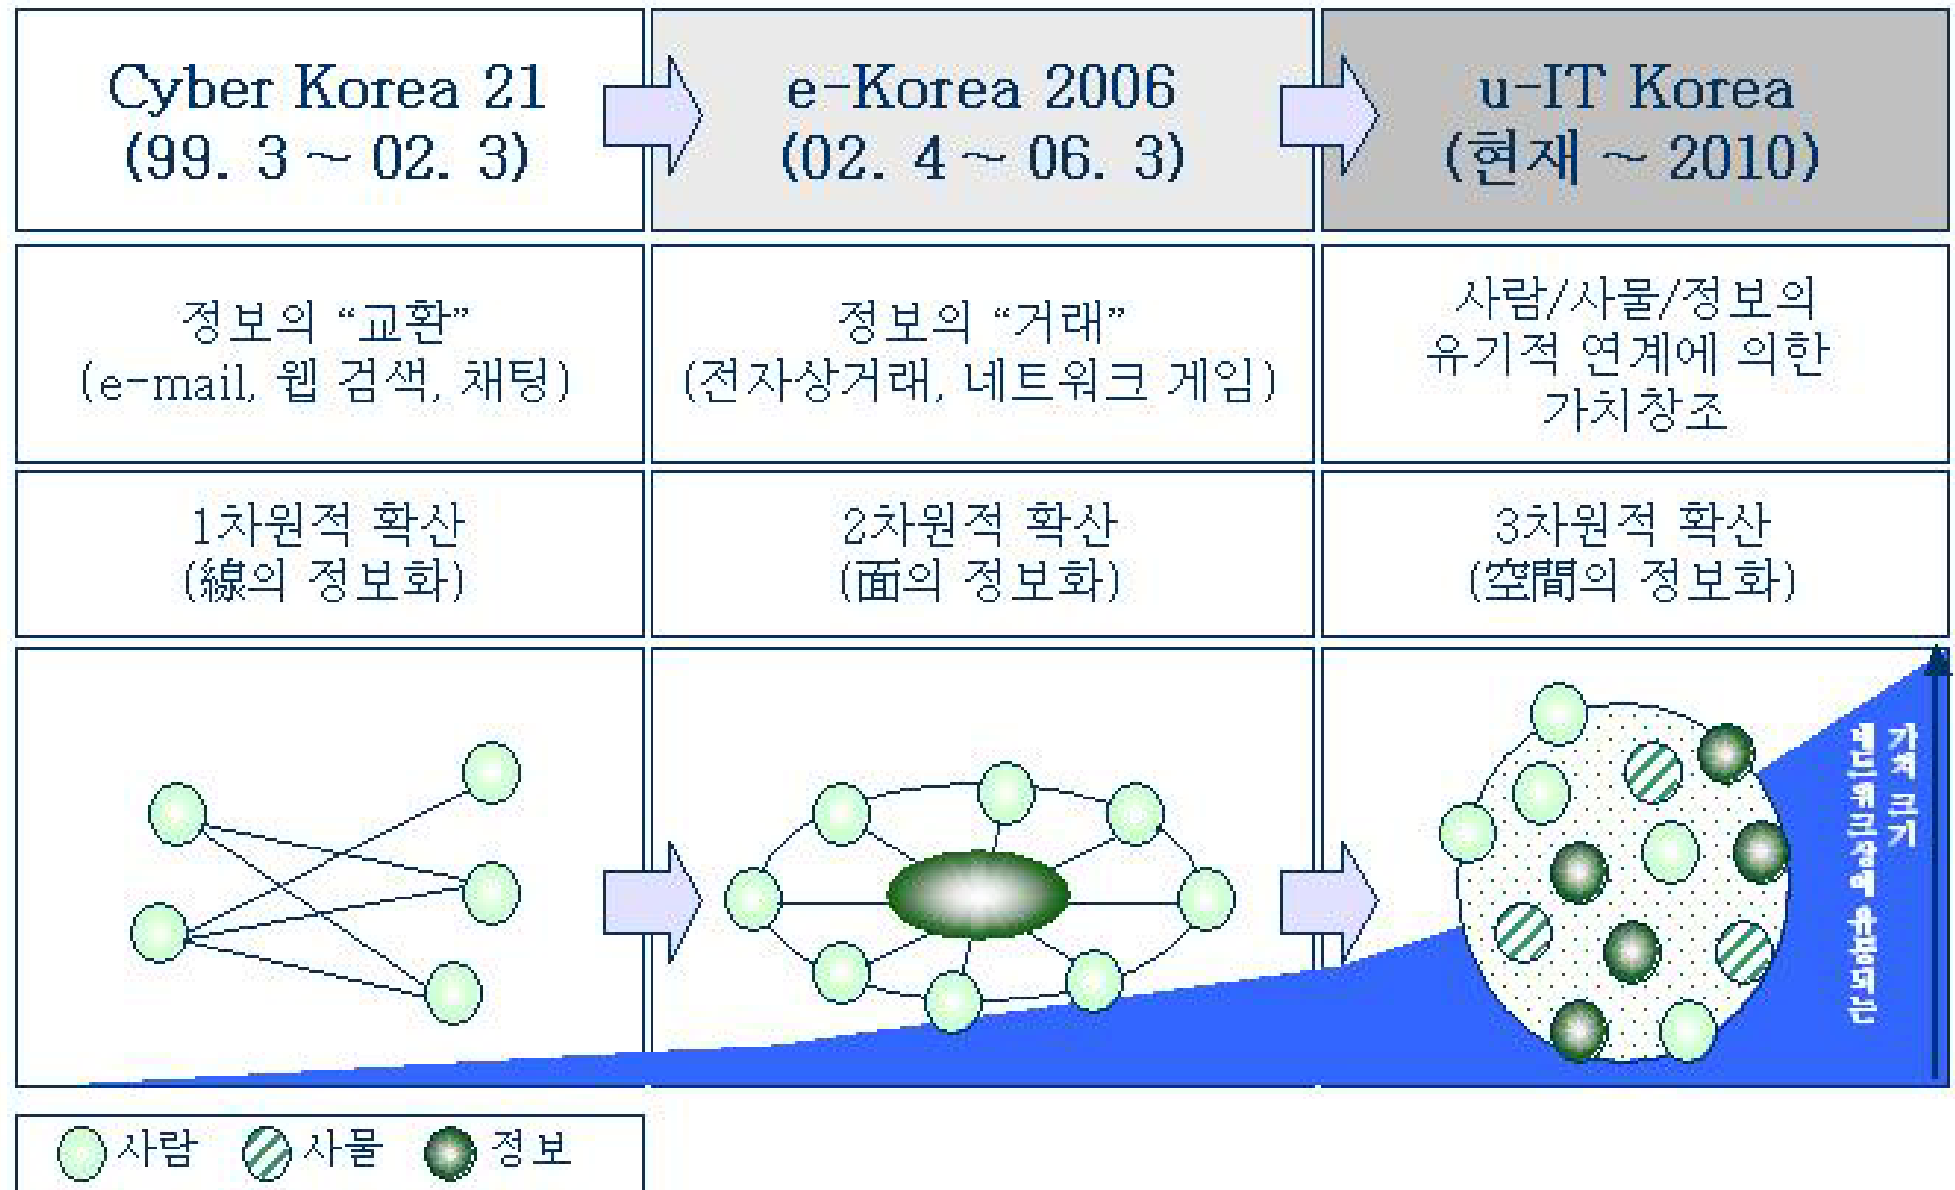 Cyber Korea 21
(99. 3 ~ 02. 3)
e-Korea 2006
(02. 4 ~ 06. 3)
u-IT Korea
(현재 ~ 2010)
정보의 “교환”
(e-mail, 웹 검색, 채팅)
정보의 “거래”
(전자상거래, 네트워크 게임)
사람/사물/정보의
유기적 연계에 의한
가치창조
1차원적 확산
(線의 정보화)
2차원적 확산
(面의 정보화)
3차원적 확산
(空間의 정보화)
네트워크상에 유통되는
가치 크기
사람
사물
정보